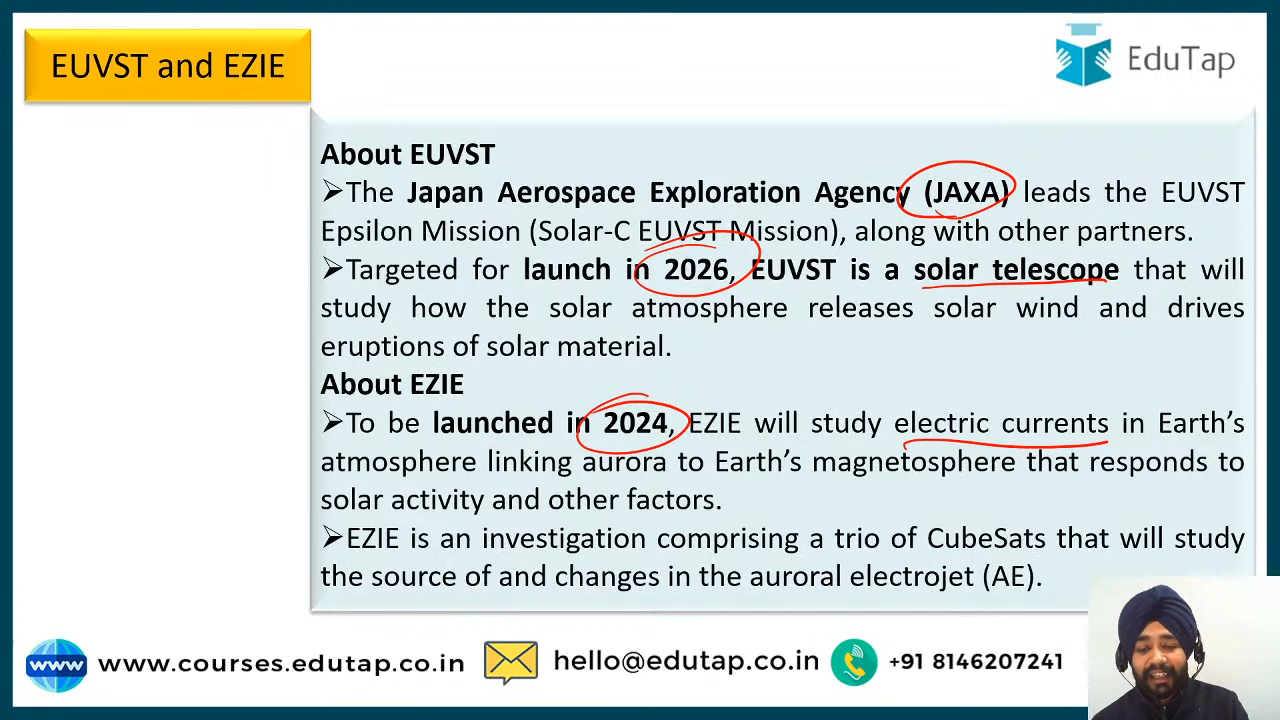 EUVST and EZIE
EduTap
About EUVST
➢The Japan Aerospace Exploration Agency (JAXA) leads the EUVST
Epsilon Mission (Solar-C EUVST Mission), along with other partners.
➢Targeted for launch in 2026, EUVST is a solar telescope that will
study how the solar atmosphere releases solar wind and drives
eruptions of solar material.
About EZIE
➢To be launched in 2024, EZIE will study electric currents in Earth’s
atmosphere linking aurora to Earth’s magnetosphere that responds to
solar activity and other factors.
➢EZIE is an investigation comprising a trio of CubeSats that will study
the source of and changes in the auroral electrojet (AE).
www www.courses.edutap.co.in hello@edutap.co.in +91 8146207241